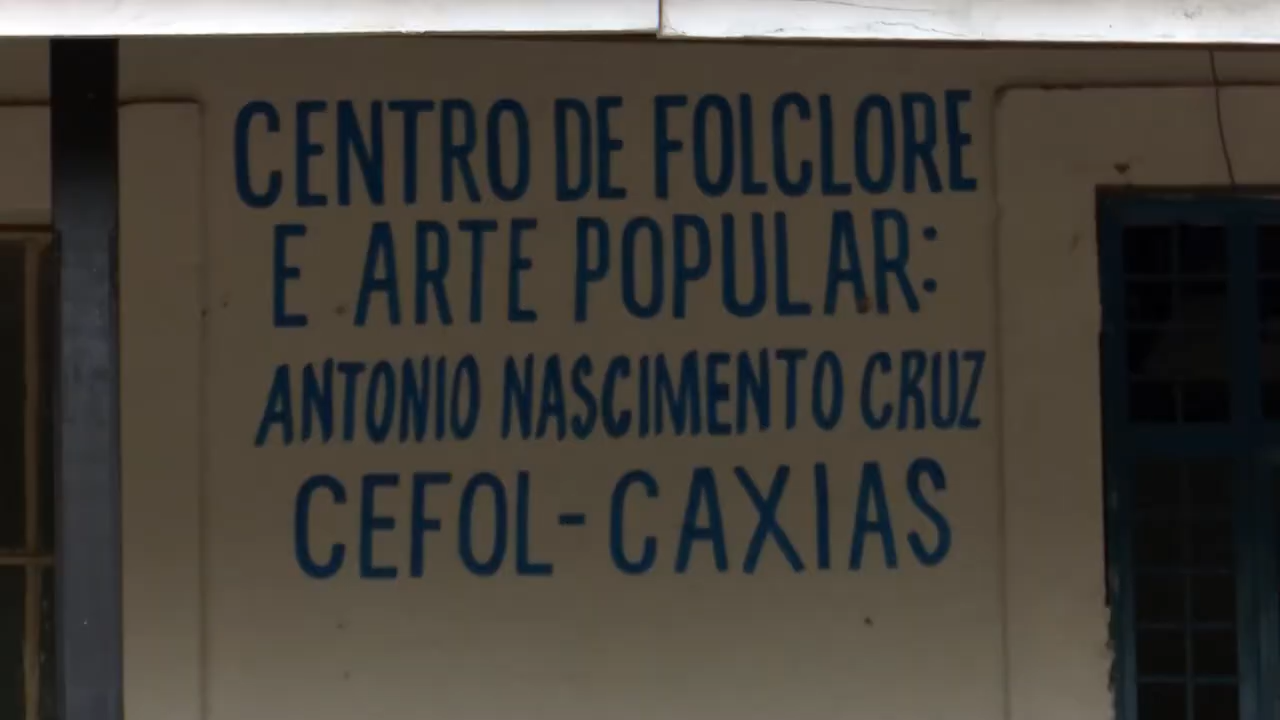 CENTRO DE FOLCLORE
E ARTE POPULAR:
ANTONIO NASCIMENTO CRUZ
CEFOL - CAXIAS